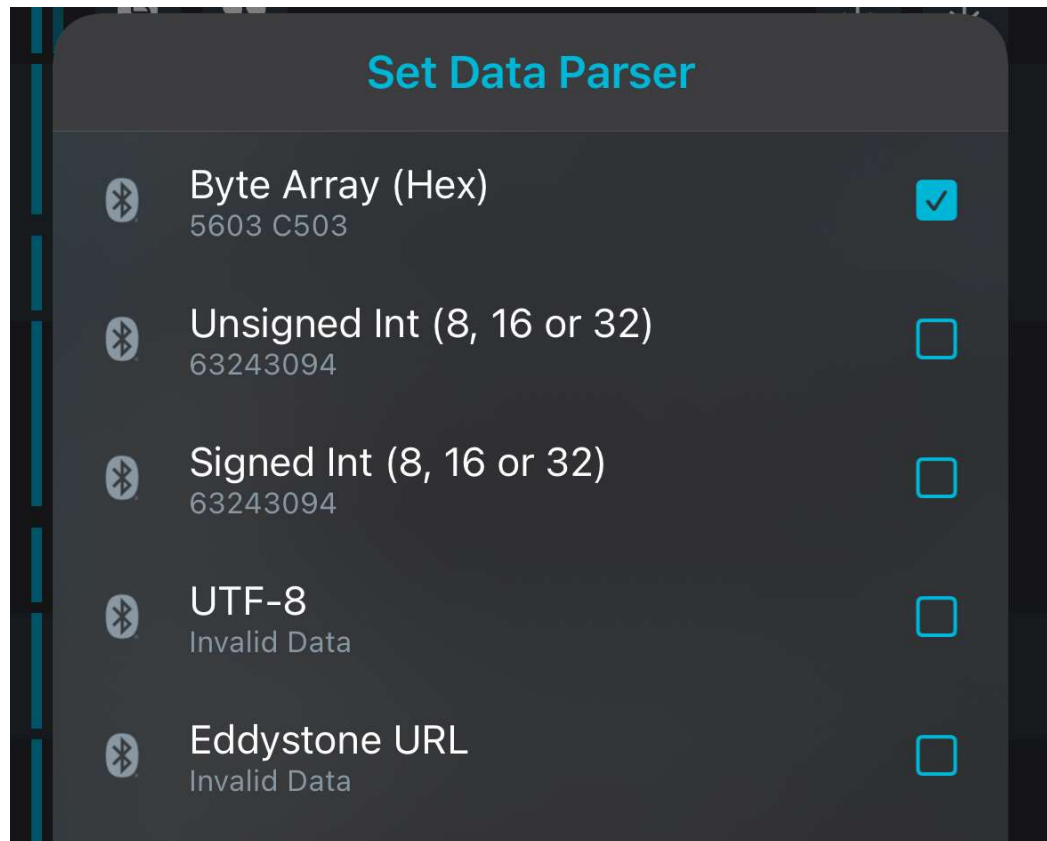 Set Data Parser
Byte Array (Hex)
5603 C503
Unsigned Int (8, 16 or 32)
63243094
Signed Int (8, 16 or 32)
63243094
UTF-8
Invalid Data
Eddystone URL
Invalid Data